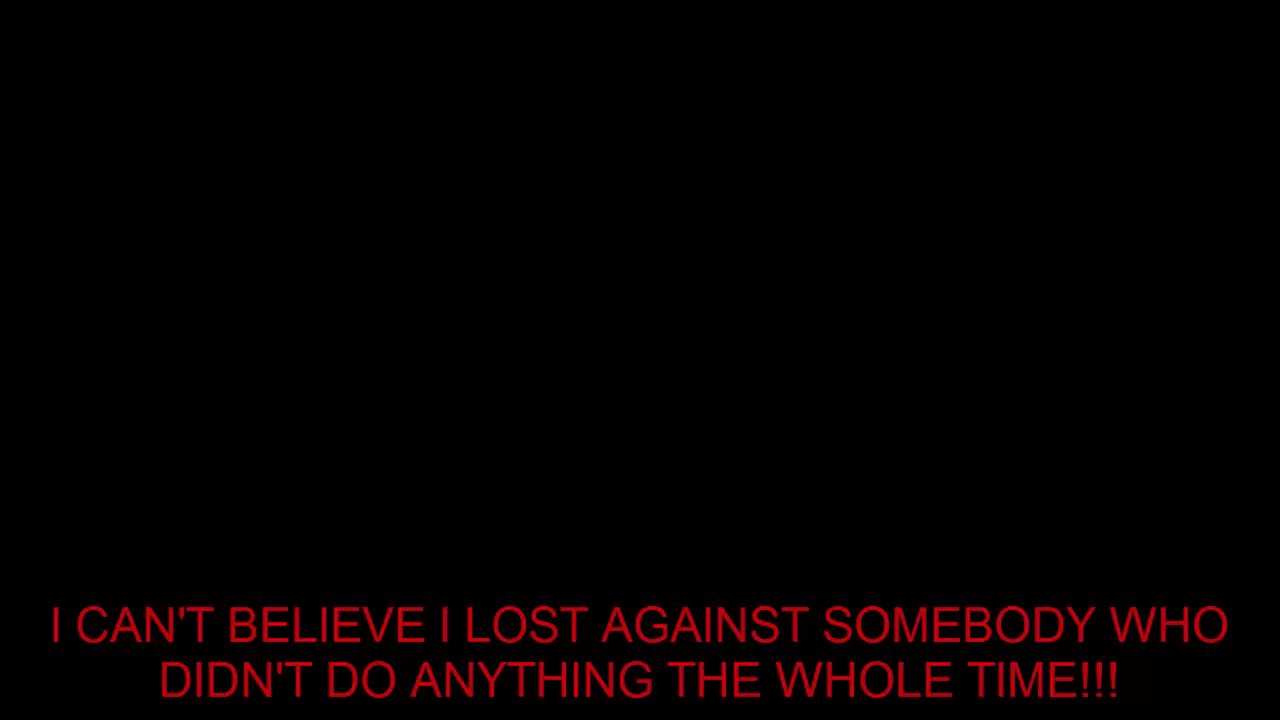 I CAN'T BELIEVE I LOST AGAINST SOMEBODY WHO
DIDN'T DO ANYTHING THE WHOLE TIME!!!